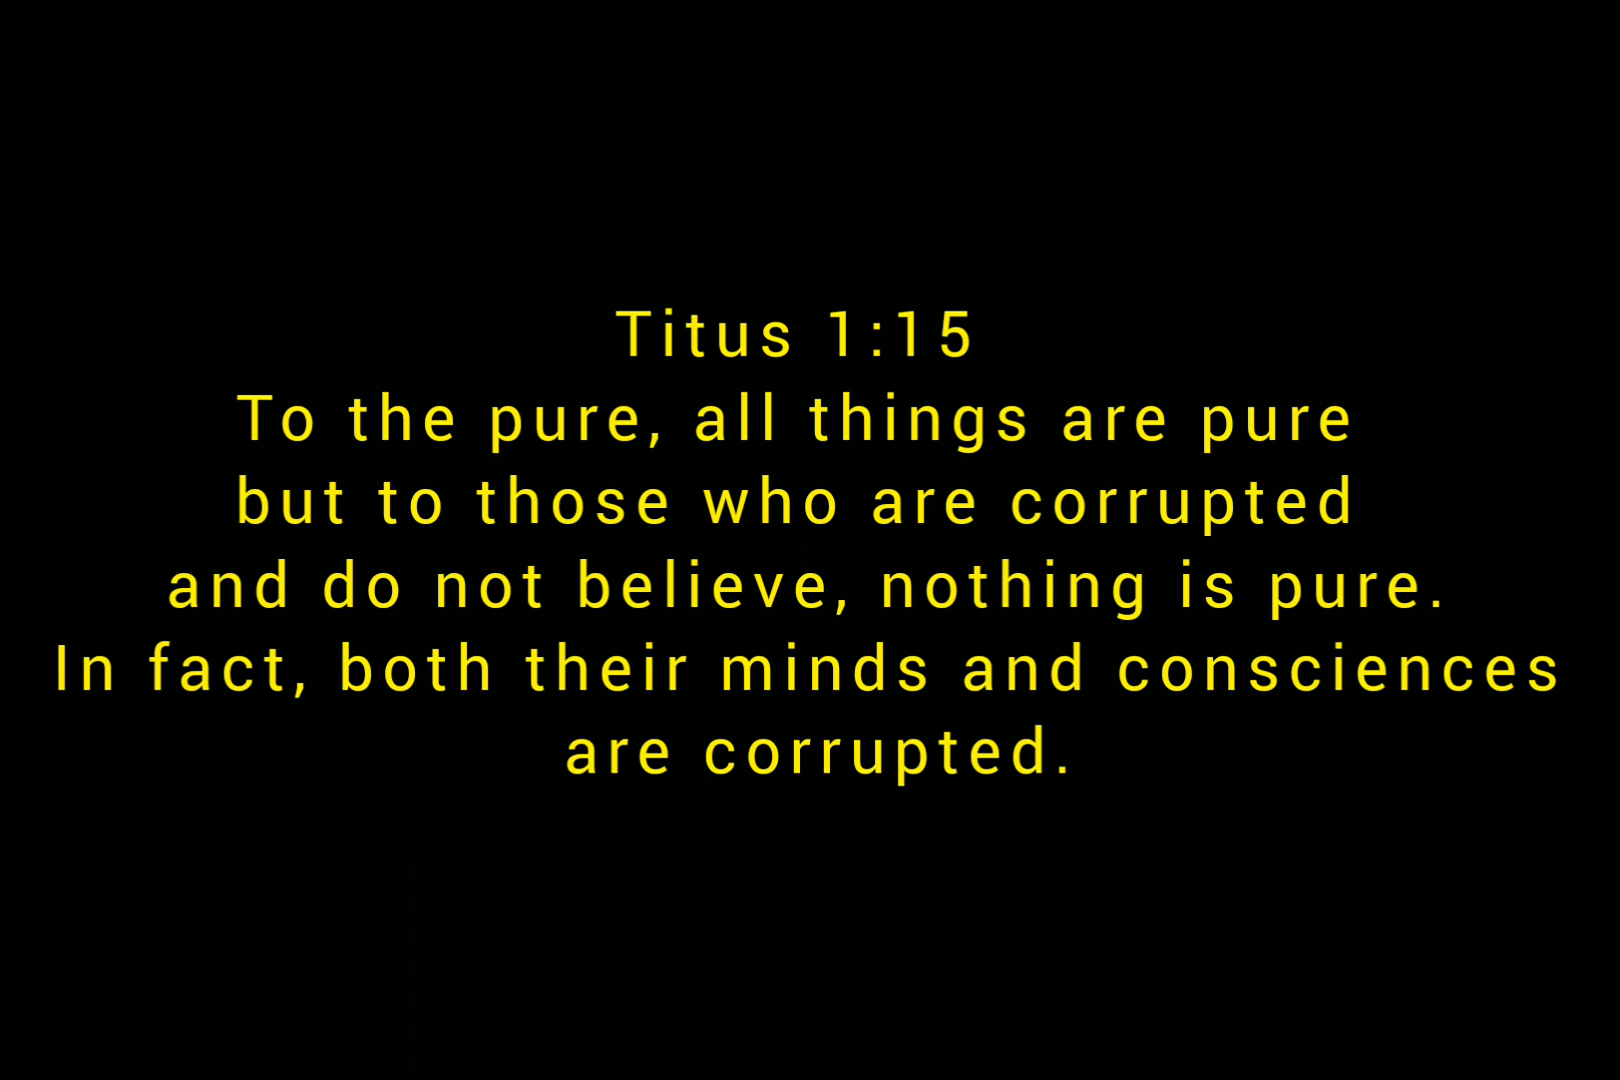 Titus 1:15
To the pure, all things are pure
but to those who are corrupted
and do not believe, nothing is pure.
In fact, both their minds and consciences
are corrupted.